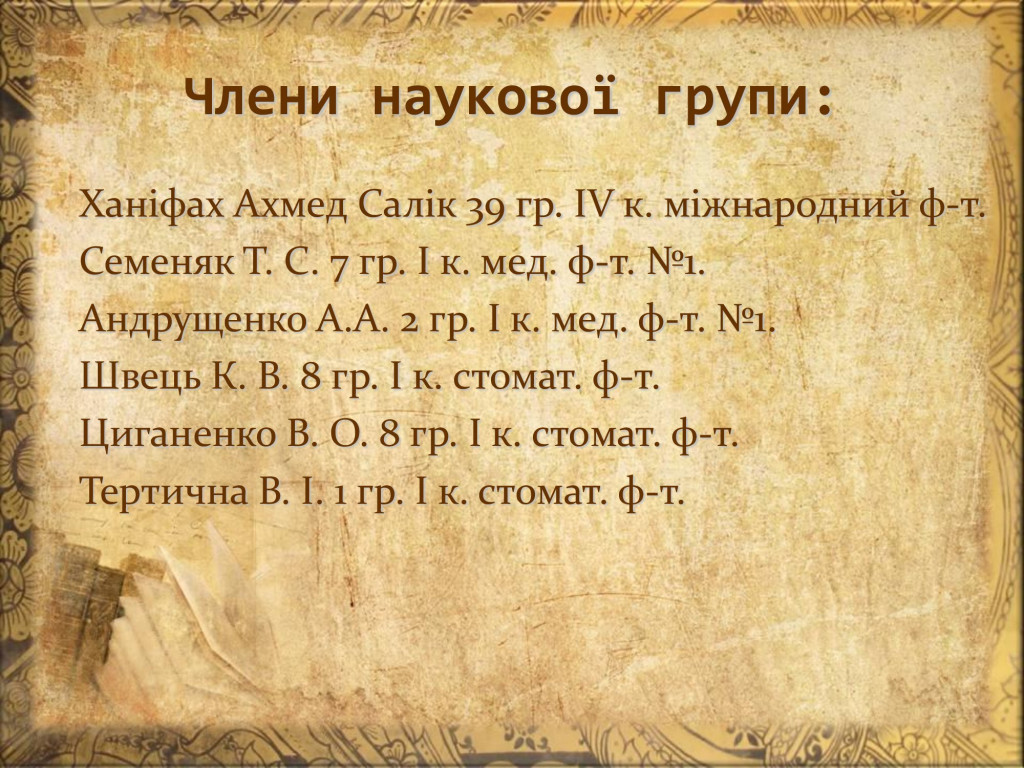 Члени наукової групи:
Ханіфах Ахмед Салік 39 гр. IV к. міжнародний ф-т.
Семеняк Т. С. 7 гр. І к. мед. ф-т. №1.
Андрущенко А.А. 2 гр. І к. мед. ф-т. №1.
Швець К. В. 8 гр. І к. стомат. ф-т.
Циганенко В. О. 8 гр. І к. стомат. ф-т.
Тертична В. І. 1 гр. І к. стомат. ф-т.